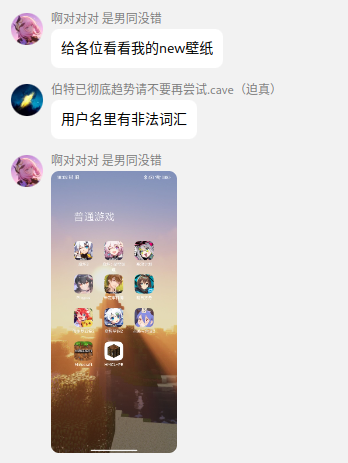 啊对对对 是男同没错
给各位看看我的new壁纸
伯特已彻底趋势请不要再尝试.cave（迫真）
用户名里有非法词汇
啊对对对 是男同没错
普通游戏